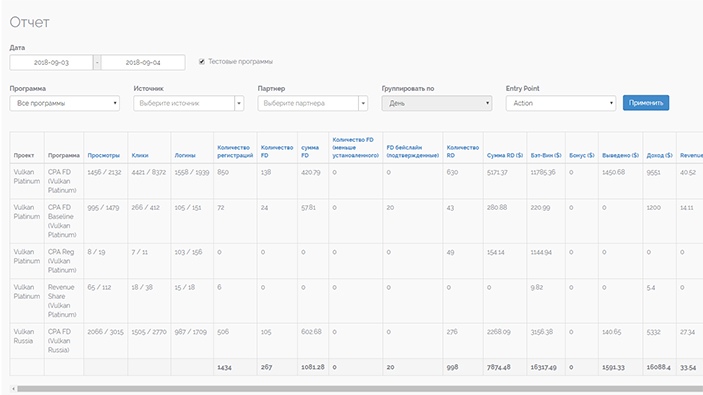 Отчет
Дата
2018-09-03 - 2018-09-04 Тестовые программы
Программа Источник Партнер Группировать по Entry Point
Все программы Выберите источник Выберите партнера День Action Применить
Проект Программа Просмотры Клики Логины Количество регистраций Количество FD сумма FD Количество FD (меньше установленного) FD бейслайн (подтвержденные) Количество RD Сумма RD ($) Бэт-Вин ($) Бонус ($) Выведено ($) Доход ($) Revenue
Vulkan Platinum CPA FD (Vulkan Platinum) 1456 / 2132 4421 / 8372 1558 / 1939 850 138 420.79 0 0 630 5171.37 11785.36 0 1450.68 9551 40.52
Vulkan Platinum CPA FD Baseline (Vulkan Platinum) 995 / 1479 266 / 412 105 / 151 72 24 57.81 0 20 43 280.88 220.99 0 0 1200 14.11
Vulkan Platinum CPA Reg (Vulkan Platinum) 8 / 19 7 / 11 103 / 156 0 0 0 0 0 49 154.14 1144.94 0 0 0 0
Vulkan Platinum Revenue Share (Vulkan Platinum) 65 / 112 18 / 38 15 / 18 6 0 0 0 0 0 0 9.82 0 0 5.4 0
Vulkan Russia CPA FD (Vulkan Russia) 2066 / 3015 1505 / 2770 987 / 1709 506 105 602.68 0 0 276 2268.09 3156.38 0 140.65 5332 27.34
1434 267 1081.28 0 20 998 7874.48 16317.49 0 1591.33 16088.4 33.54